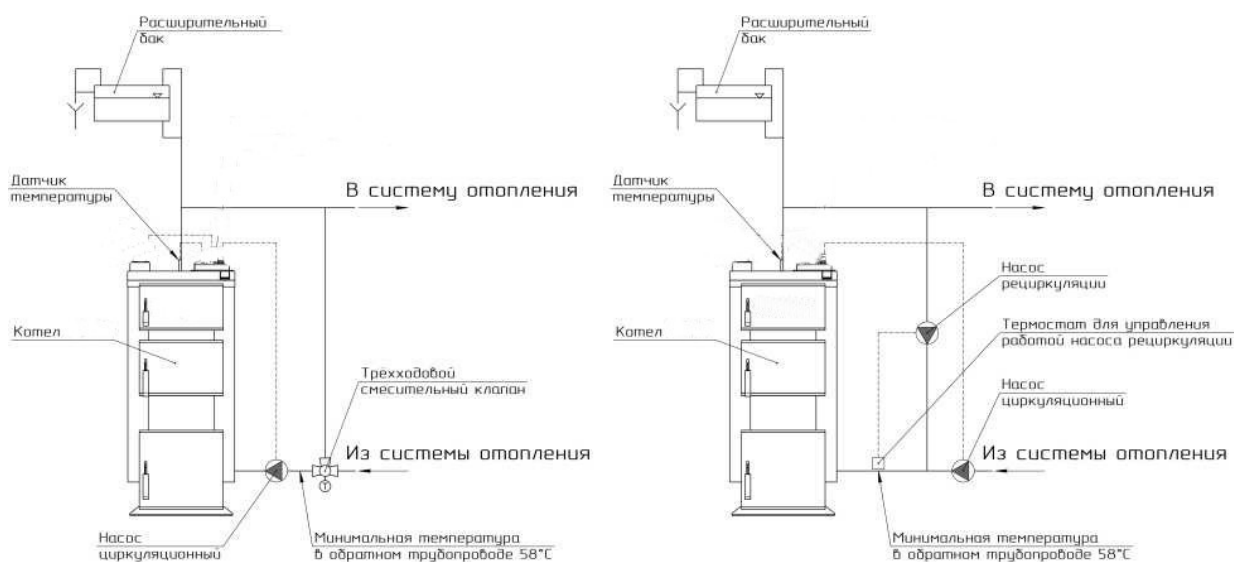 Расширительный
бак
Датчик
температуры
В систему отопления
Котел
Трёхходовой
смесительный клапан
Из системы отопления
Т
Насос
циркуляционный
Минимальная температура
в обратном трубопроводе 58°С
Расширительный
бак
Датчик
температуры
В систему отопления
Насос
рециркуляции
Котел
Термостат для управления
работой насоса рециркуляции
Насос
циркуляционный
Из системы отопления
Минимальная температура
в обратном трубопроводе 58°С